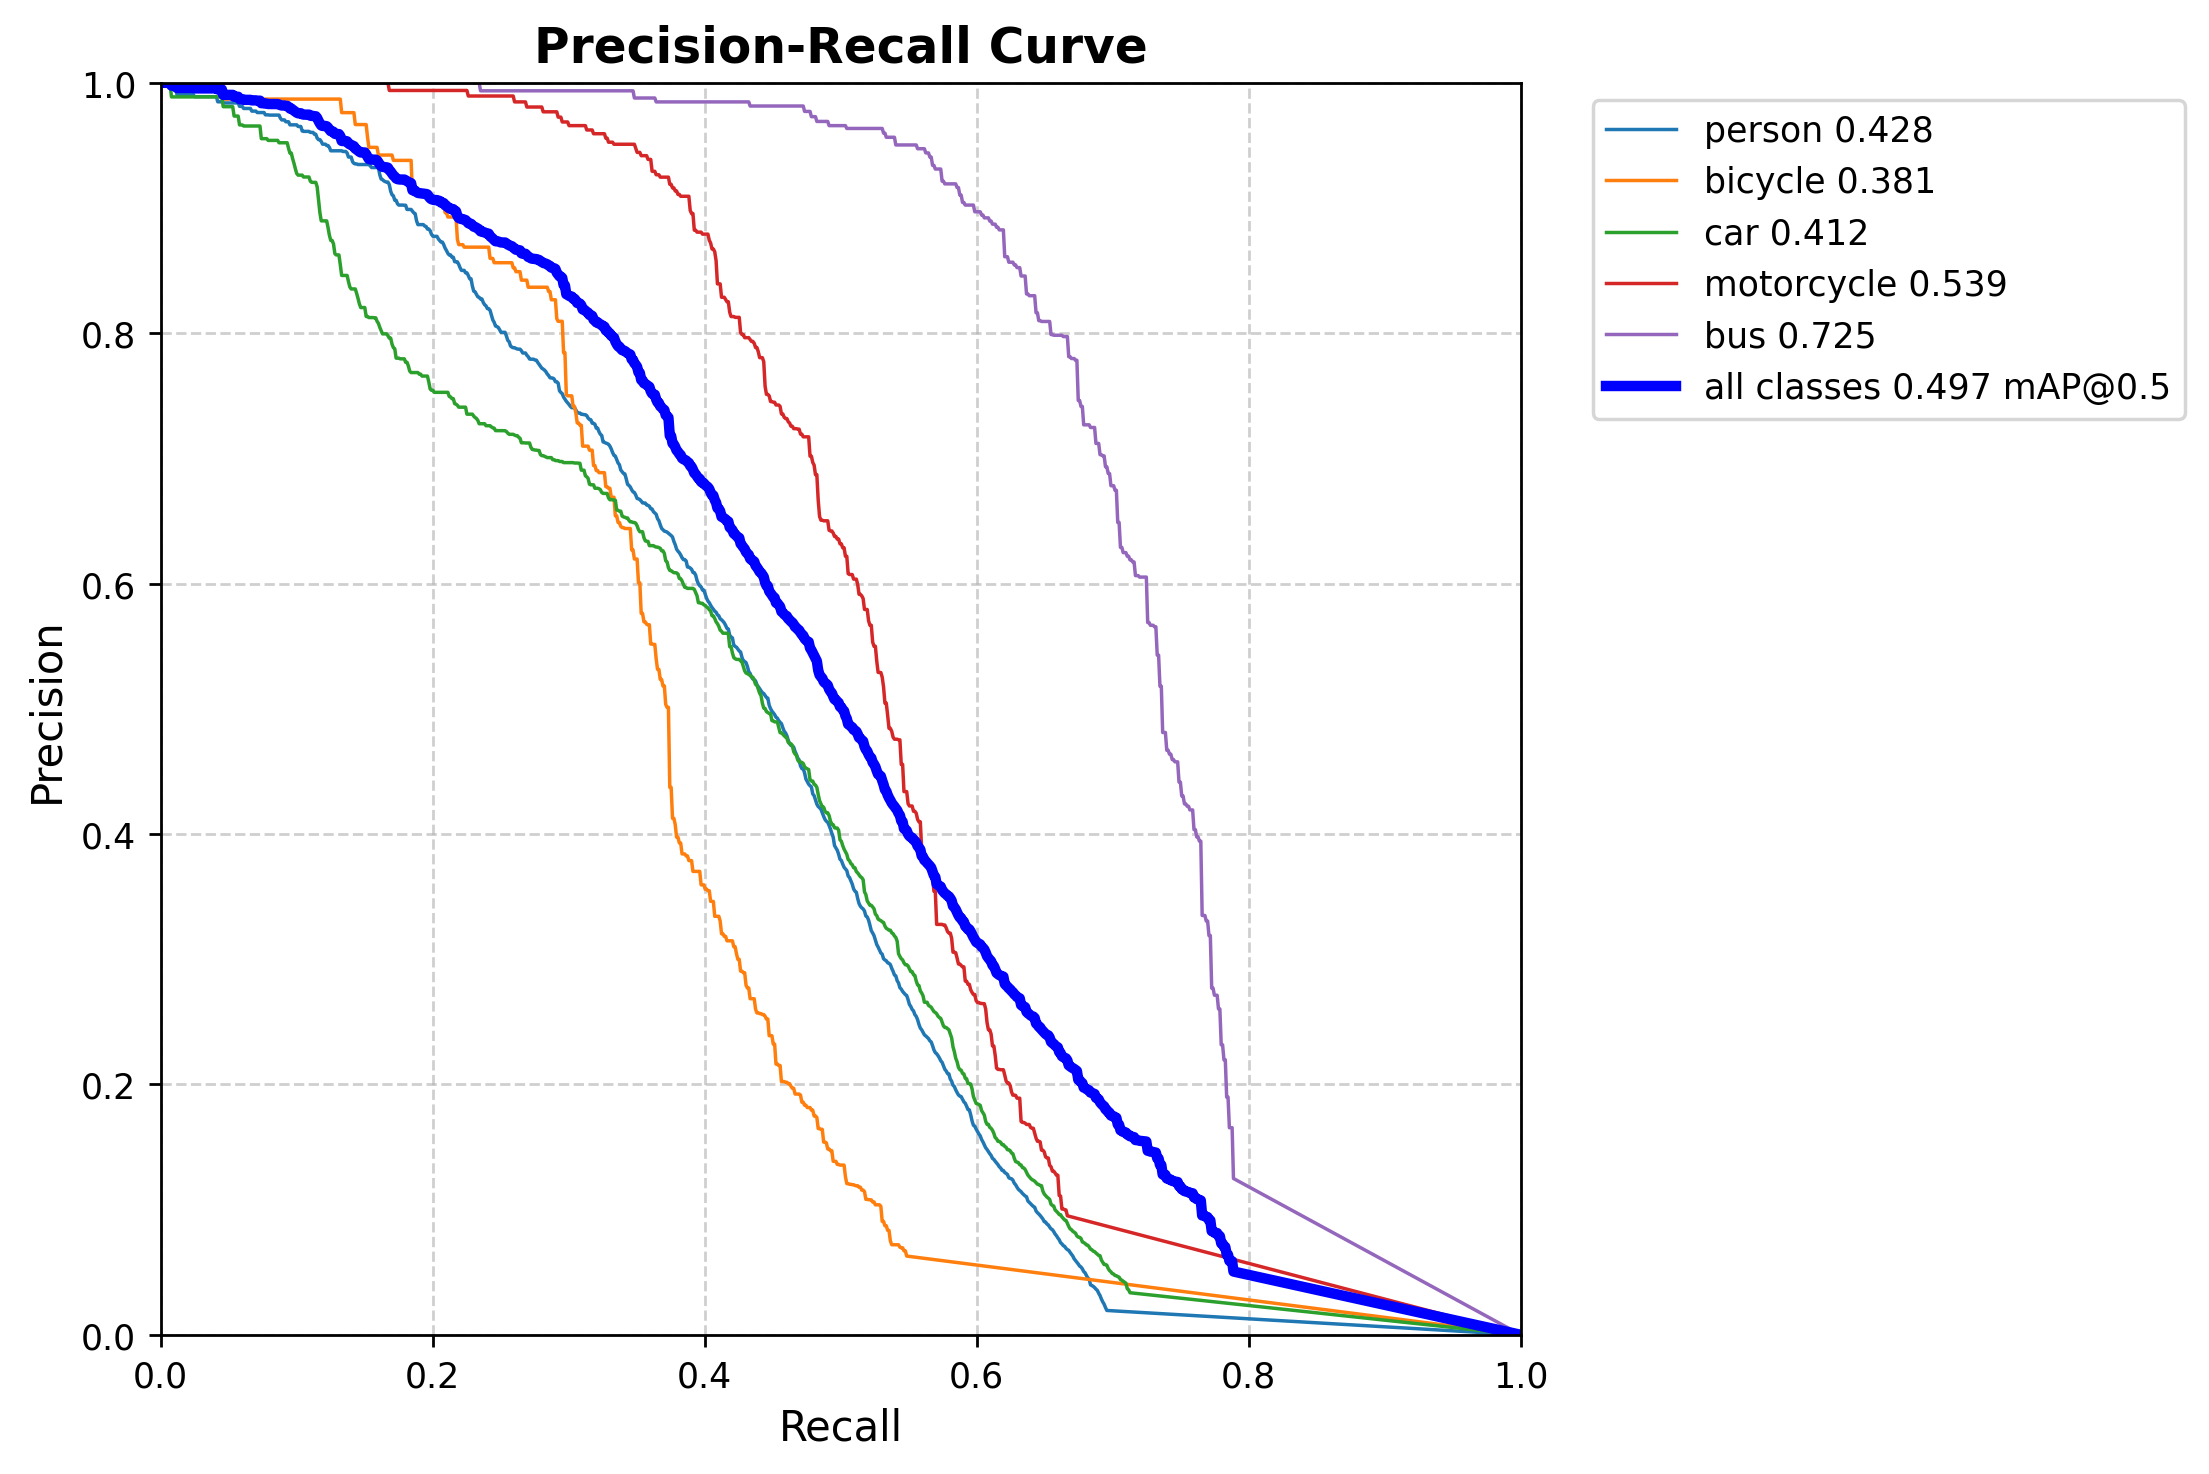 Precision-Recall Curve
1.0
0.8
0.6
0.4
0.2
0.0
Precision
0.0 0.2 0.4 0.6 0.8 1.0
Recall
person 0.428
bicycle 0.381
car 0.412
motorcycle 0.539
bus 0.725
all classes 0.497 mAP@0.5